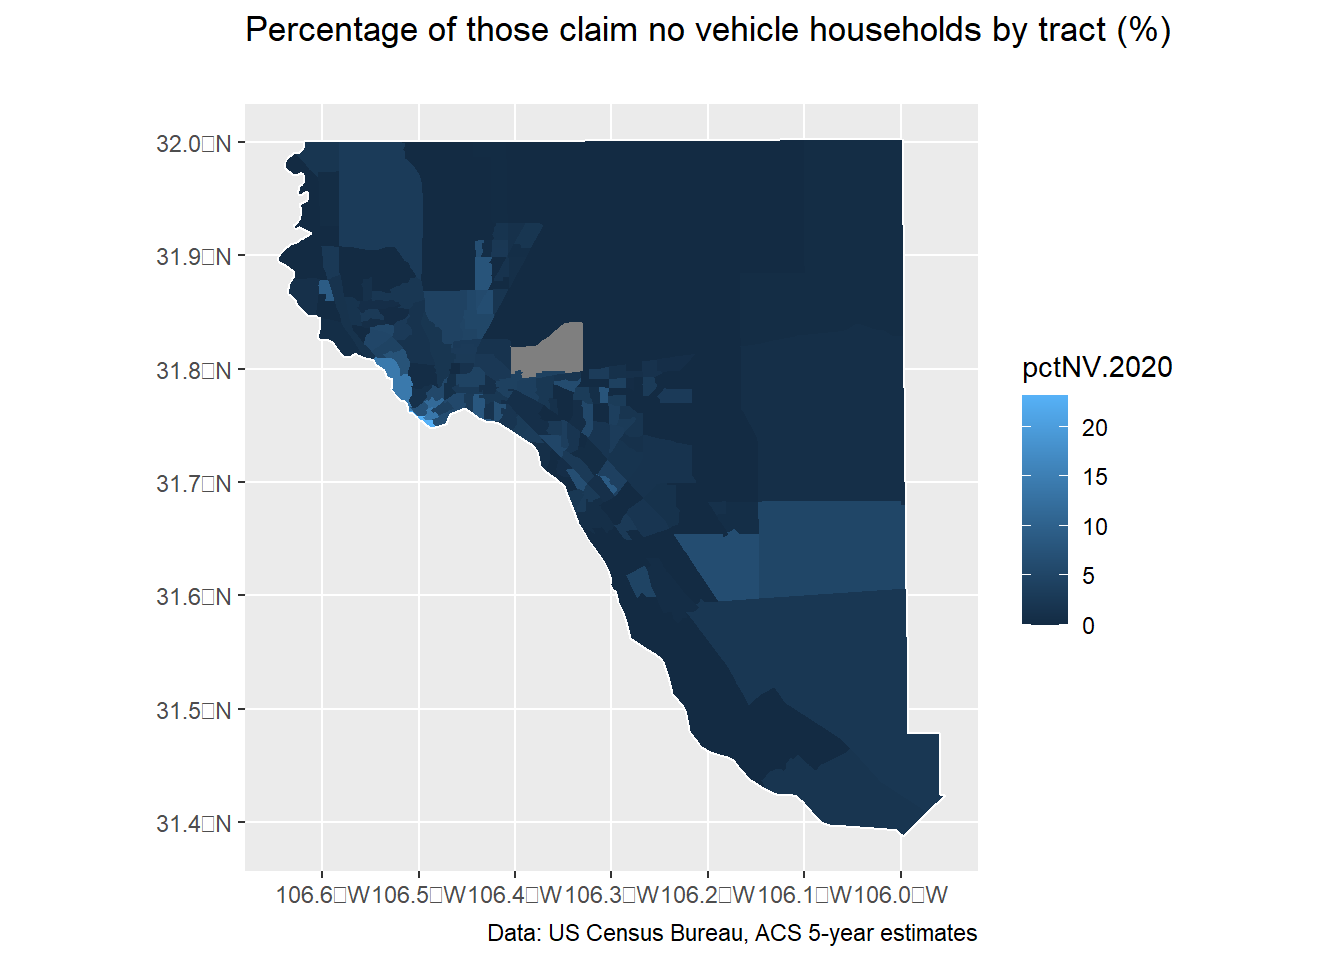 Percentage of those claim no vehicle households by tract (%)
32.0□N
31.9□N
31.8□N
31.7□N
31.6□N
31.5□N
31.4□N
106.6□W 106.5□W 106.4□W 106.3□W 106.2□W 106.1□W 106.0□W
pctNV.2020
20
15
10
5
0
Data: US Census Bureau, ACS 5-year estimates